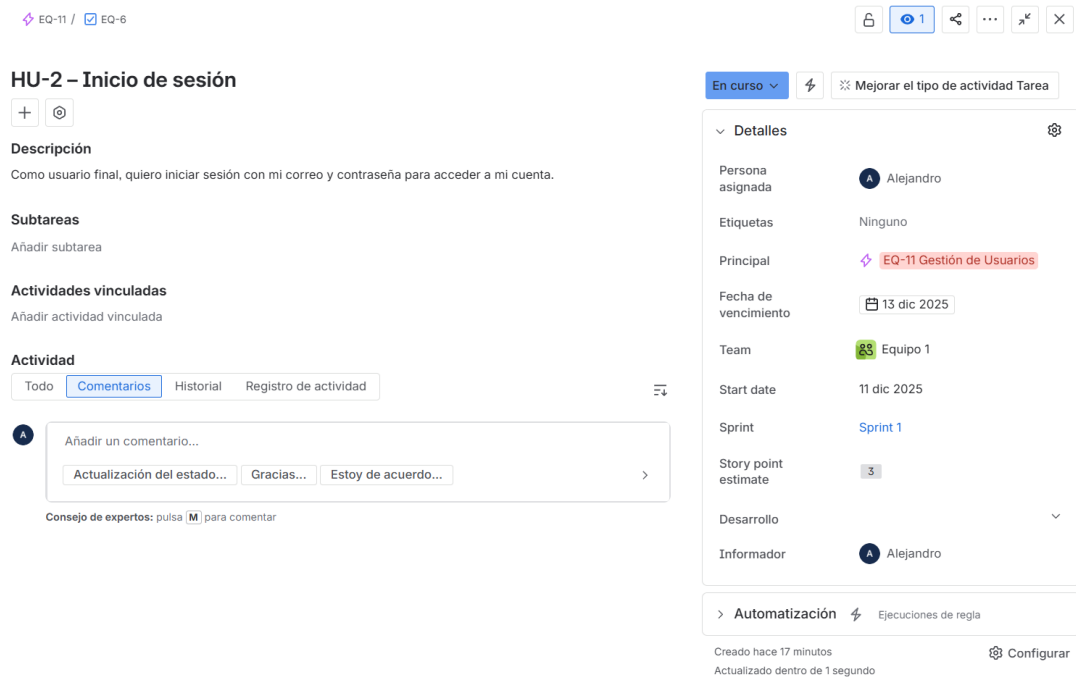 EQ-11 / EQ-6
1
HU-2 – Inicio de sesión
En curso
Mejorar el tipo de actividad Tarea
Descripción
Como usuario final, quiero iniciar sesión con mi correo y contraseña para acceder a mi cuenta.
Subtareas
Añadir subtarea
Actividades vinculadas
Añadir actividad vinculada
Actividad
Todo Comentarios Historial Registro de actividad
A
Añadir un comentario...
Actualización del estado... Gracias... Estoy de acuerdo...
Consejo de expertos: pulsa M para comentar
Detalles
Persona asignada
A Alejandro
Etiquetas
Ninguno
Principal
EQ-11 Gestión de Usuarios
Fecha de vencimiento
13 dic 2025
Team
Equipo 1
Start date
11 dic 2025
Sprint
Sprint 1
Story point estimate
3
Desarrollo
Informador
A Alejandro
Automatización Ejecuciones de regla
Creado hace 17 minutos
Actualizado dentro de 1 segundo
Configurar